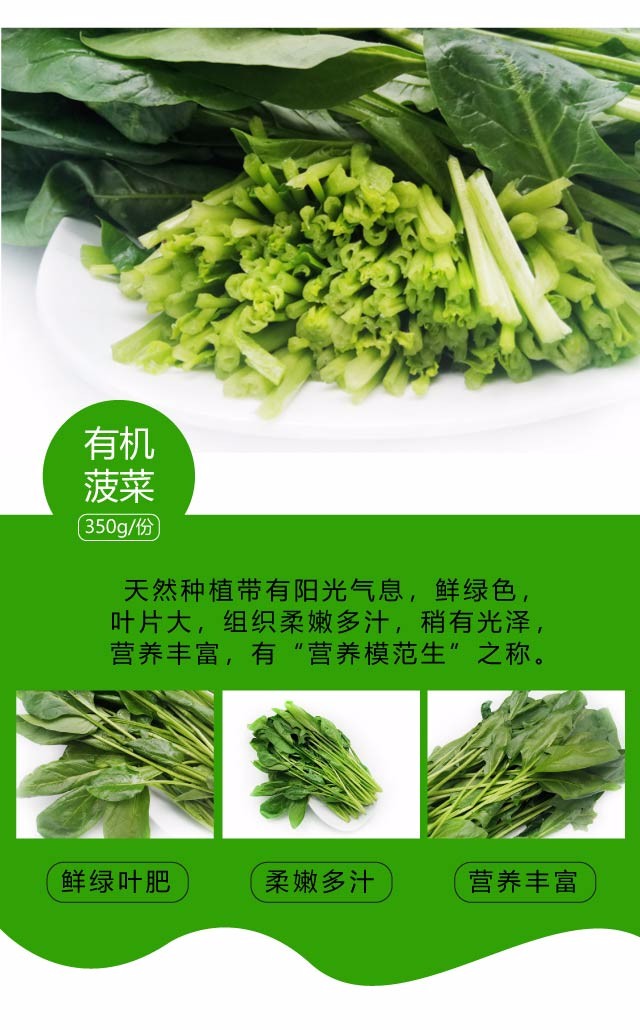 有机
菠菜
350g/份
天然种植带有阳光气息，鲜绿色，
叶片大，组织柔嫩多汁，稍有光泽，
营养丰富，有“营养模范生”之称。
鲜绿叶肥
柔嫩多汁
营养丰富